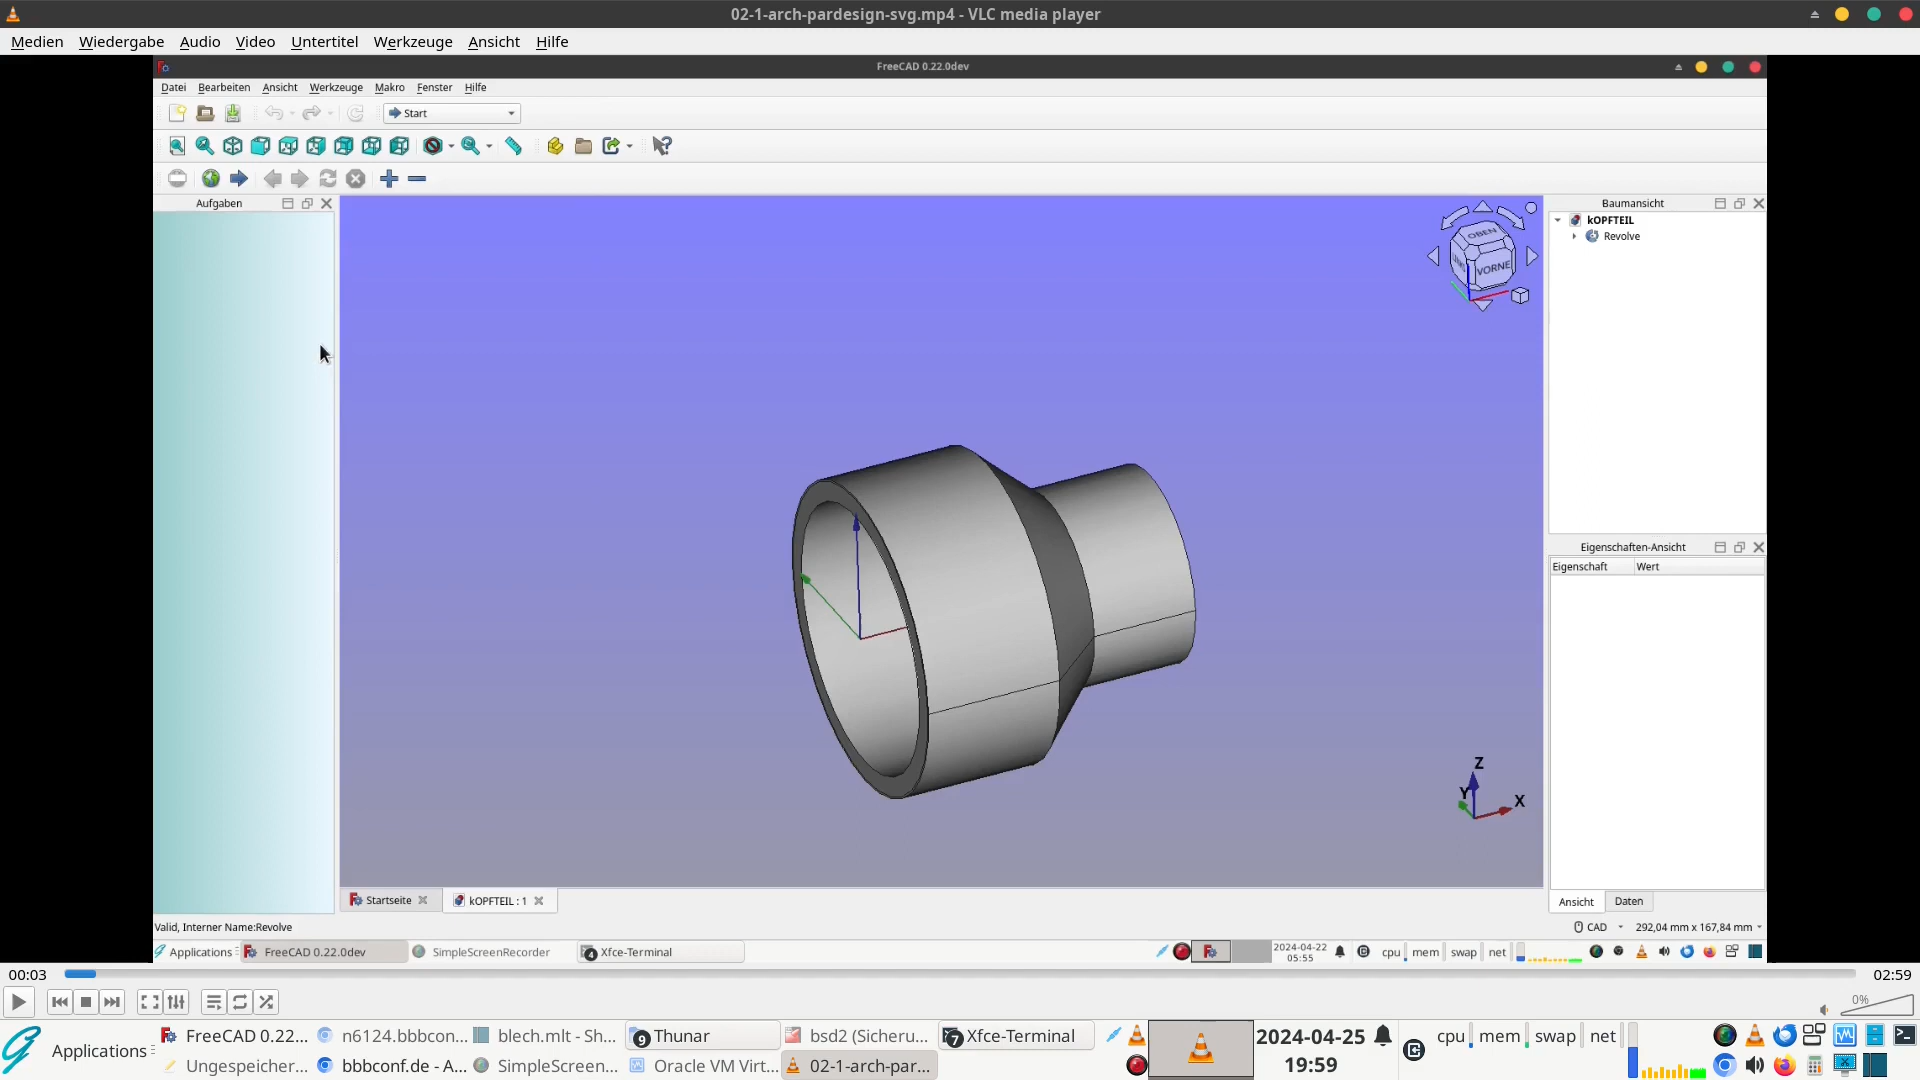 02-1-arch-pardesign-svg.mp4 - VLC media player
Medien Wiedergabe Audio Video Untertitel Werkzeuge Ansicht Hilfe
FreeCAD 0.22.0dev
Datei Bearbeiten Ansicht Werkzeuge Makro Fenster Hilfe
Start
Aufgaben
Baumansicht
kOPFTEIL
Revolve
OBEN
VORNE
Eigenschaften-Ansicht
Eigenschaft Wert
Z
Y
X
Startseite
kOPFTEIL : 1
Ansicht Daten
Valid, Interner Name:Revolve
CAD 292,04 mm x 167,84 mm
Applications FreeCAD 0.22.0dev SimpleScreenRecorder 4 Xfce-Terminal
2024-04-22
05:55
cpu mem swap net
00:03 02:59
0%
Applications
FreeCAD 0.22... n6124.bbbcon... blech.mlt - Sh... 9 Thunar bsd2 (Sicheru... 7 Xfce-Terminal
Ungespeicher... bbbconf.de - A... SimpleScreen... Oracle VM Virt... 02-1-arch-par...
2024-04-25
19:59
cpu mem swap net